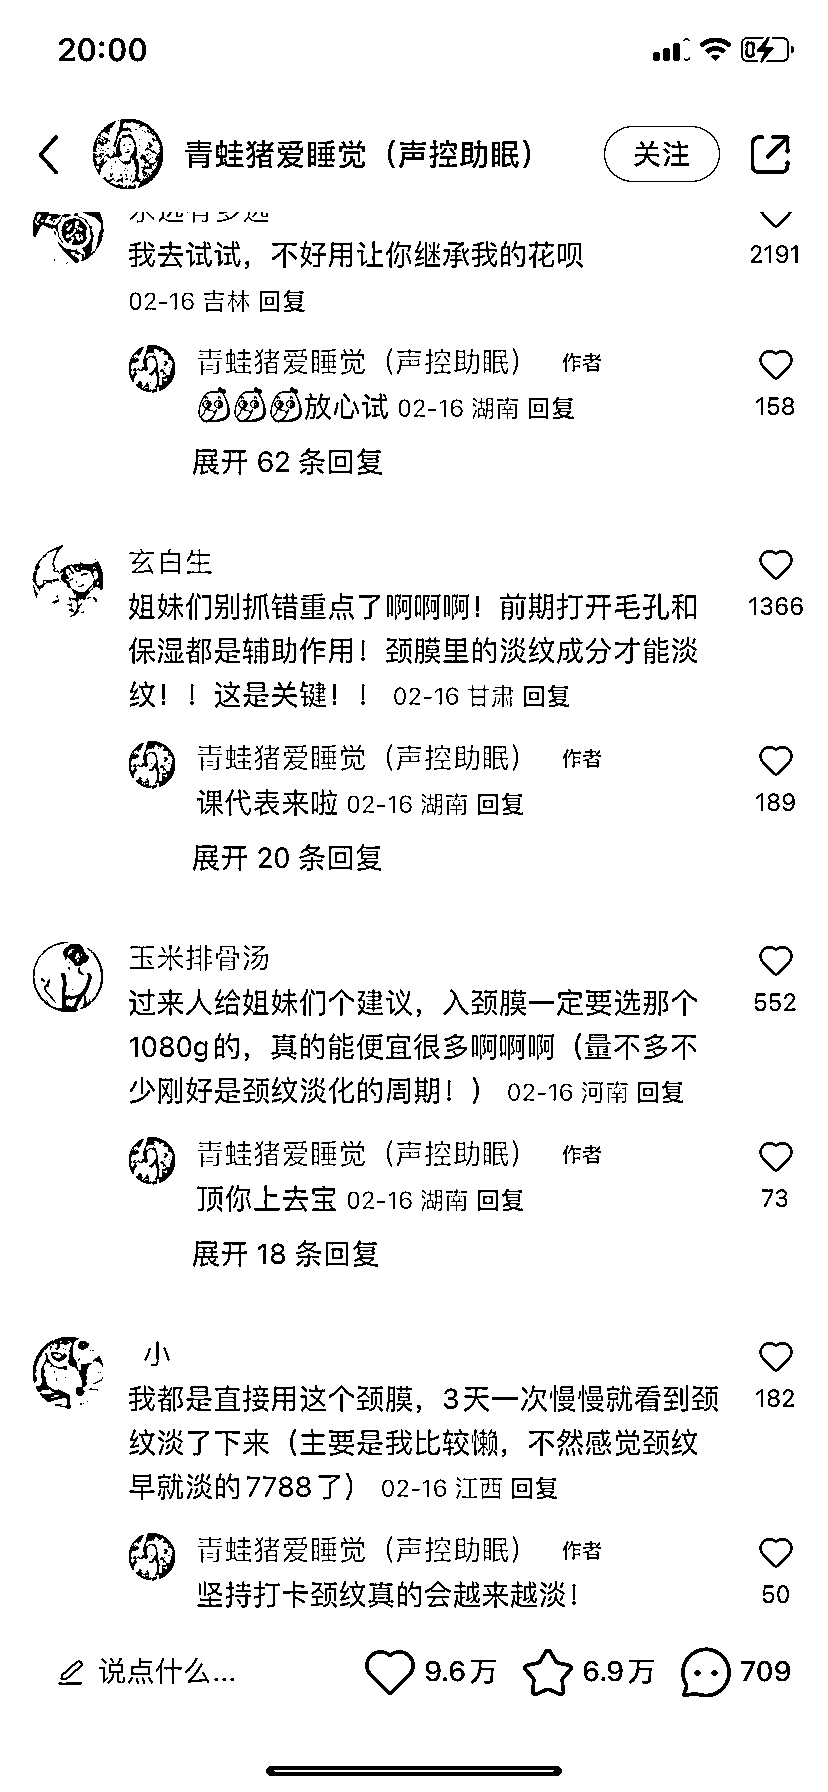 20:00
青蛙猪爱睡觉（声控助眠）
关注
我去试试，不好用让你继承我的花呗
2191
02-16 吉林 回复
青蛙猪爱睡觉（声控助眠） 作者
放心试 02-16 湖南 回复
158
展开 62 条回复
玄白生
姐妹们别抓错重点了啊啊啊！前期打开毛孔和
1366
保湿都是辅助作用！颈膜里的淡纹成分才能淡
纹！！这是关键！！ 02-16 甘肃 回复
青蛙猪爱睡觉（声控助眠） 作者
课代表来啦 02-16 湖南 回复
189
展开 20 条回复
玉米排骨汤
过来人给姐妹们个建议，入颈膜一定要选那个
552
1080g的，真的能便宜很多啊啊啊（量不多不
少刚好是颈纹淡化的周期！） 02-16 河南 回复
青蛙猪爱睡觉（声控助眠） 作者
顶你上去宝 02-16 湖南 回复
73
展开 18 条回复
小
我都是直接用这个颈膜，3天一次慢慢就看到颈
182
纹淡了下来（主要是我比较懒，不然感觉颈纹
早就淡的7788了） 02-16 江西 回复
青蛙猪爱睡觉（声控助眠） 作者
坚持打卡颈纹真的会越来越淡！
50
说点什么... 9.6万 6.9万 709